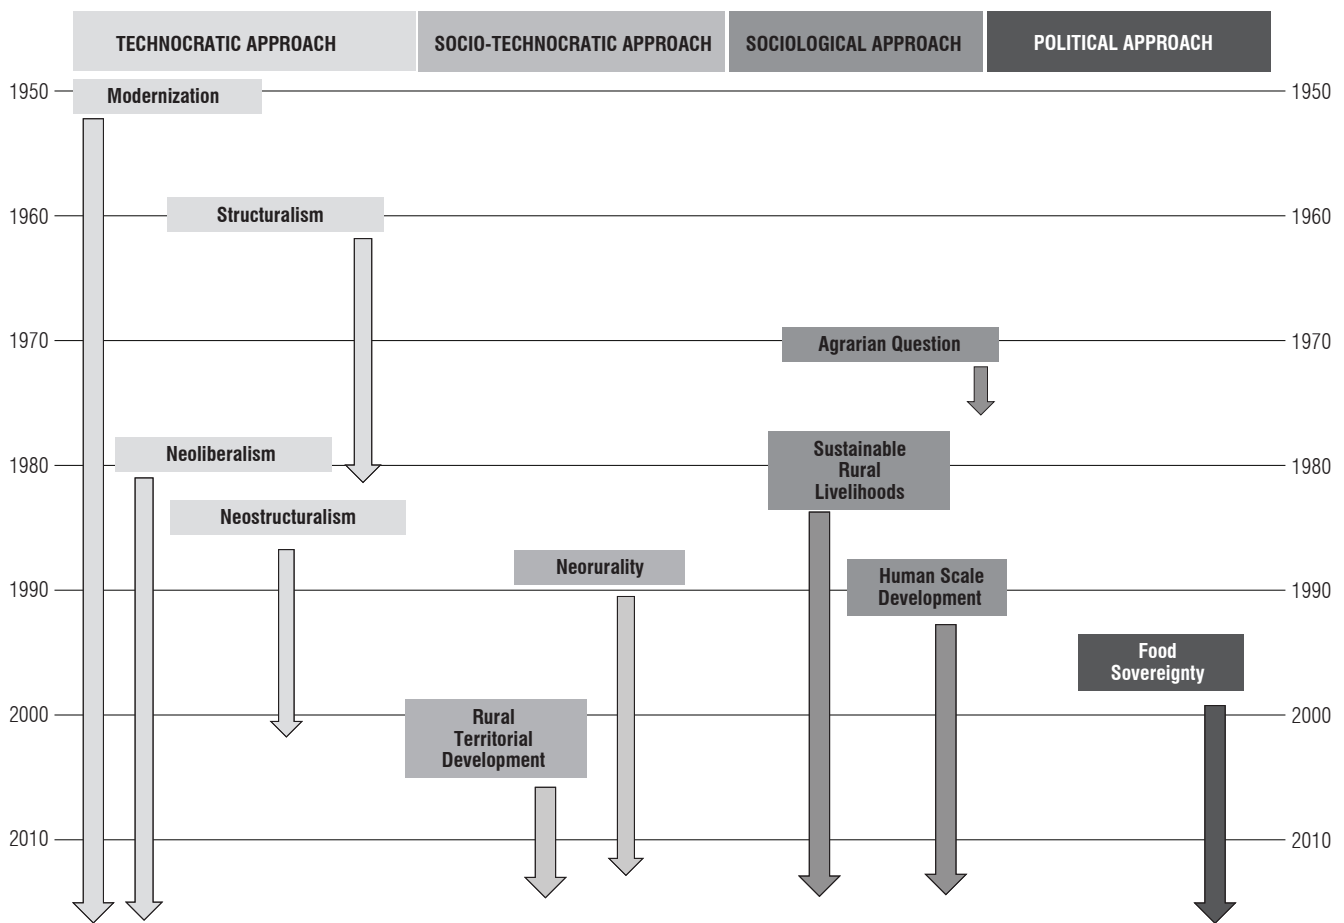 TECHNOCRATIC APPROACH
SOCIO-TECHNOCRATIC APPROACH
SOCIOLOGICAL APPROACH
POLITICAL APPROACH
1950
Modernization
1950
1960
Structuralism
1960
1970
Agrarian Question
1970
Neoliberalism
1980
Sustainable
Rural
Livelihoods
1980
Neostructuralism
Neorurality
1990
Human Scale
Development
1990
Food
Sovereignty
2000
Rural
Territorial
Development
2000
2010
2010